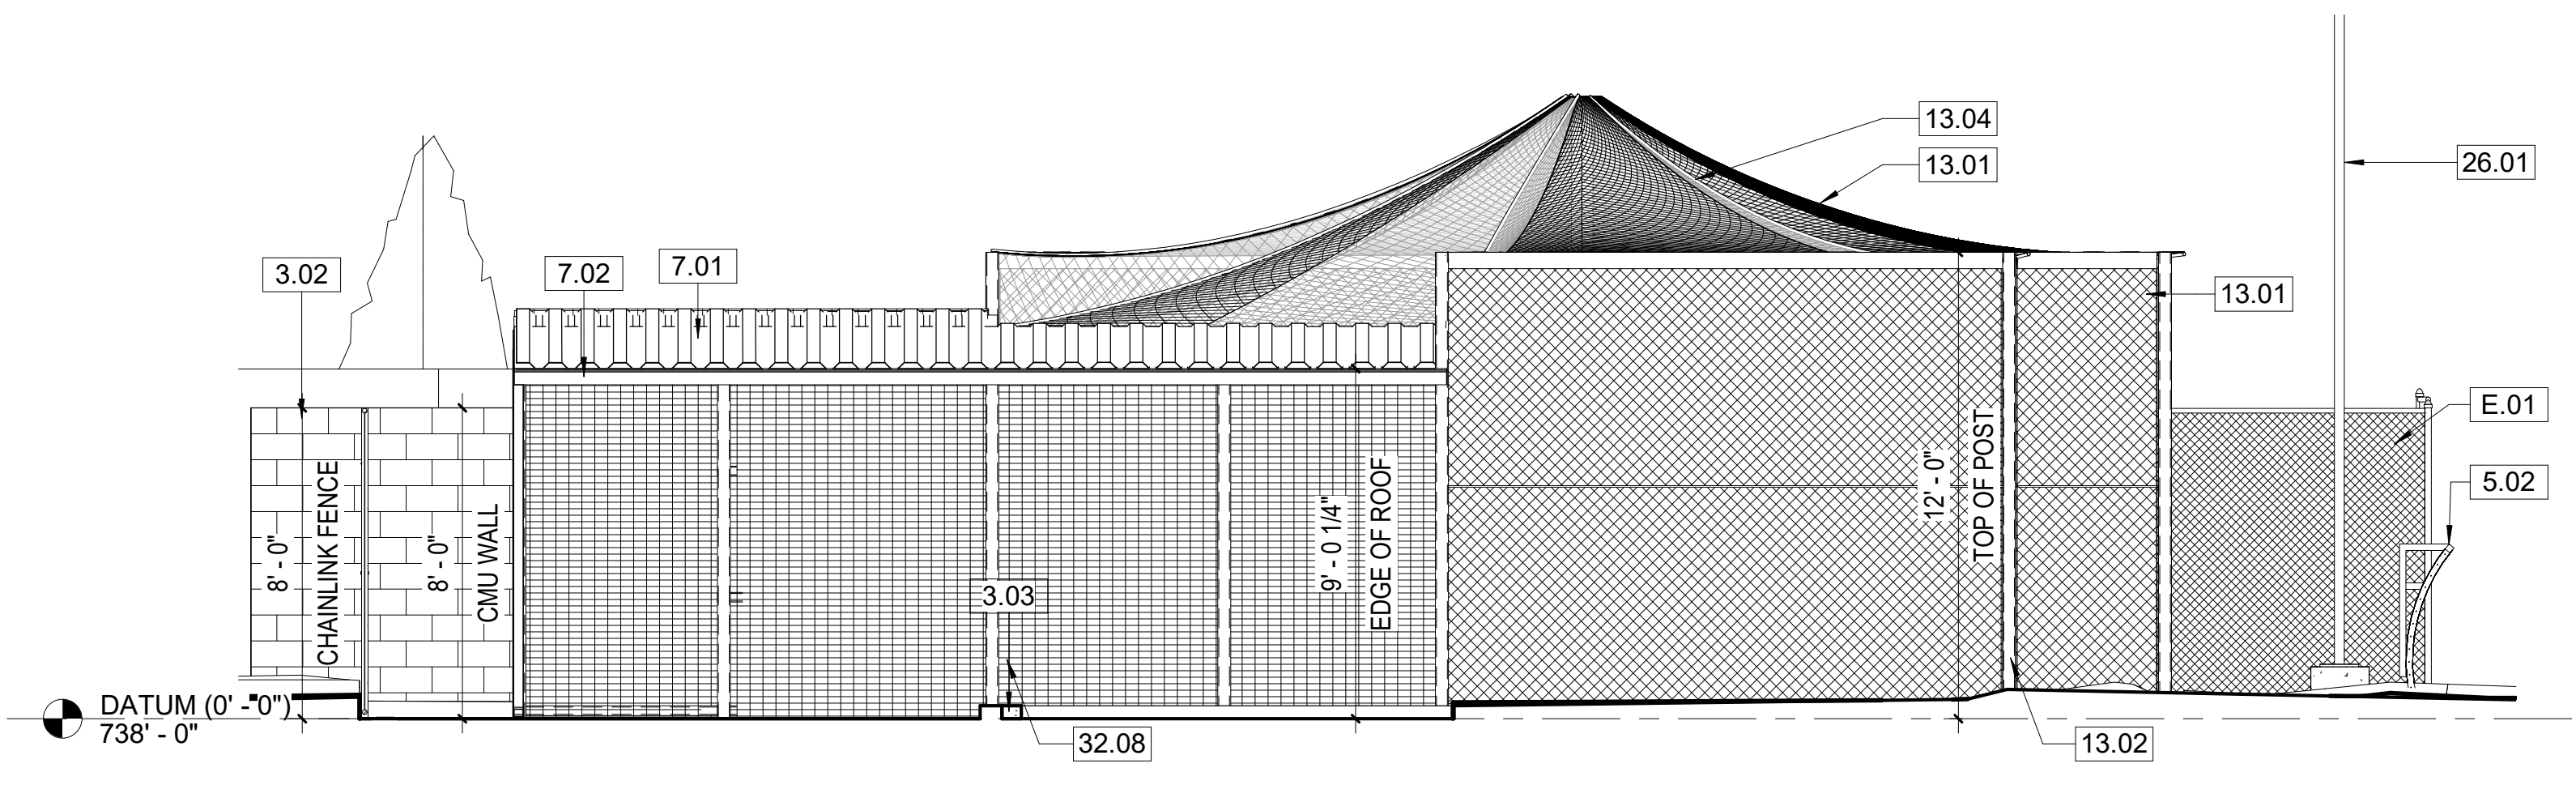 13.04
13.01
26.01
3.02
7.02
7.01
13.01
E.01
5.02
8' - 0"
CHAINLINK FENCE
8' - 0"
CMU WALL
3.03
9' - 0 1/4"
EDGE OF ROOF
12' - 0"
TOP OF POST
DATUM (0' - 0")
738' - 0"
32.08
13.02